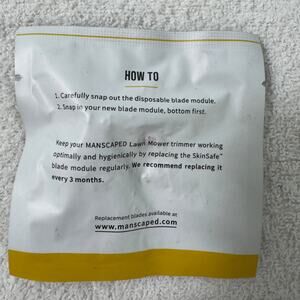 HOW TO
1. Carefully snap out the disposable blade module.
2. Snap in your new blade module, bottom first.
Keep your MANSCAPED Lawn Mower trimmer working
optimally and hygienically by replacing the SkinSafe™
blade module regularly. We recommend replacing it
every 3 months.
Replacement blades available at
www.manscaped.com